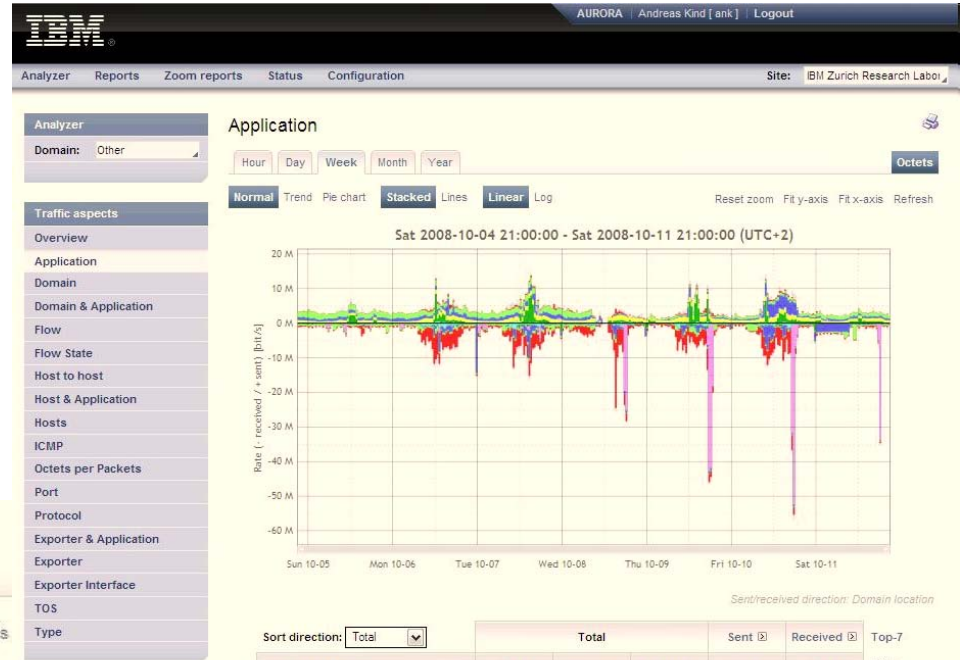 AURORA | Andreas Kind [ ank ] | Logout
IBM®
Analyzer Reports Zoom reports Status Configuration
Site: IBM Zurich Research Labor
Analyzer
Domain: Other
Traffic aspects
Overview
Application
Domain
Domain & Application
Flow
Flow State
Host to host
Host & Application
Hosts
ICMP
Octets per Packets
Port
Protocol
Exporter & Application
Exporter
Exporter Interface
TOS
Type
s
Application
Hour Day Week Month Year
Octets
Normal Trend Pie chart Stacked Lines Linear Log
Reset zoom Fit y-axis Fit x-axis Refresh
Sat 2008-10-04 21:00:00 - Sat 2008-10-11 21:00:00 (UTC+2)
Rate (- received / + sent) [bit/s]
20 M
10 M
0 M
-10 M
-20 M
-30 M
-40 M
-50 M
-60 M
Sun 10-05 Mon 10-06 Tue 10-07 Wed 10-08 Thu 10-09 Fri 10-10 Sat 10-11
Sent/received direction: Domain location
Sort direction: Total
Total Sent Received Top-7